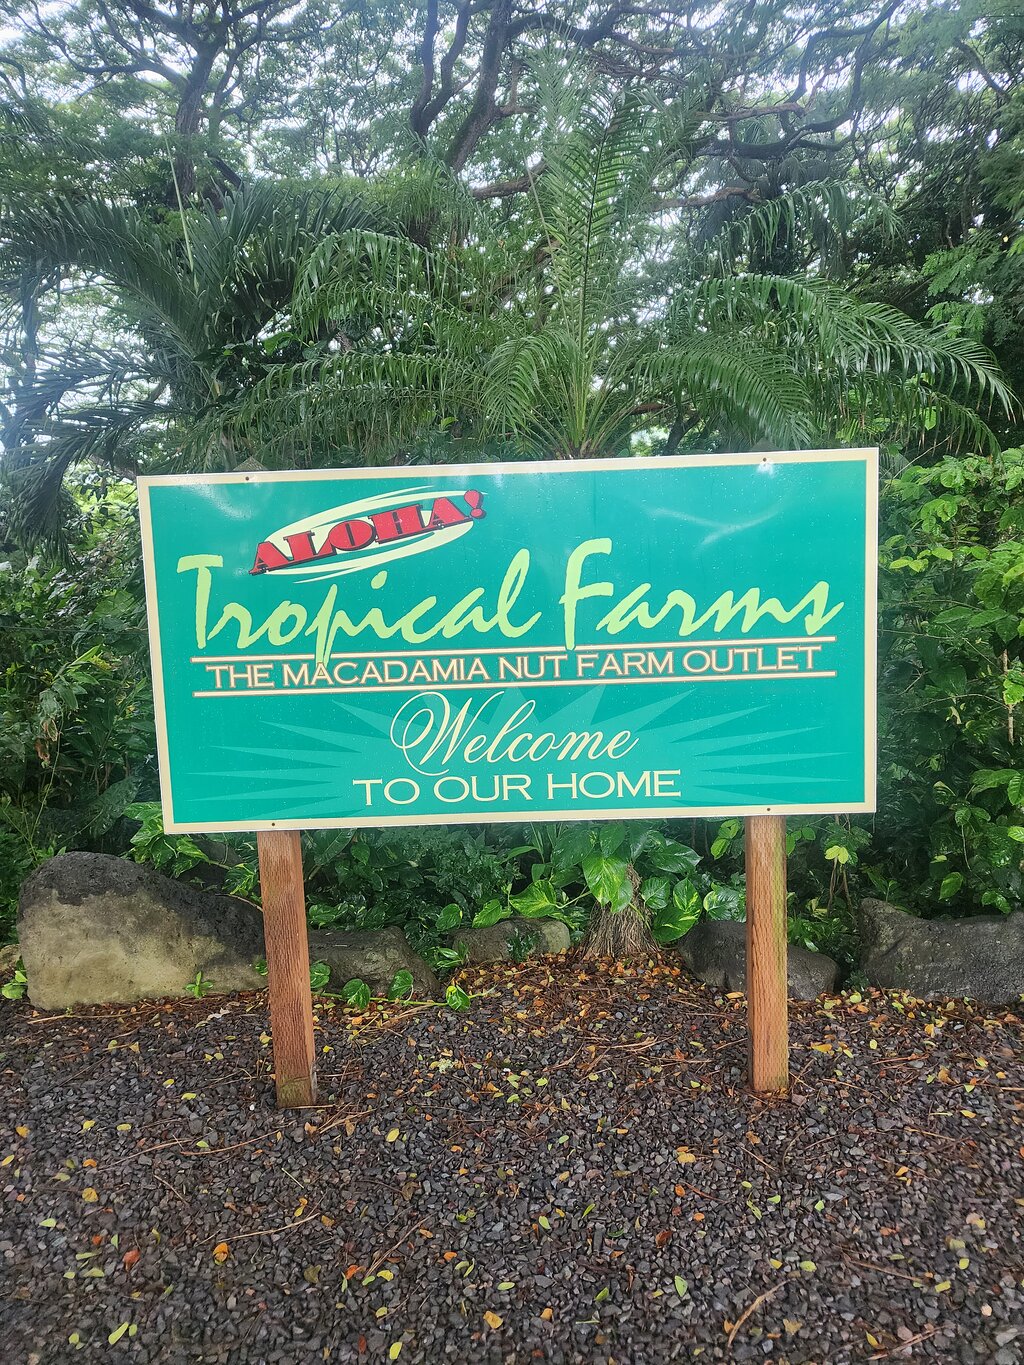 ALOHA!
Tropical Farms
THE MACADAMIA NUT FARM OUTLET
Welcome
TO OUR HOME